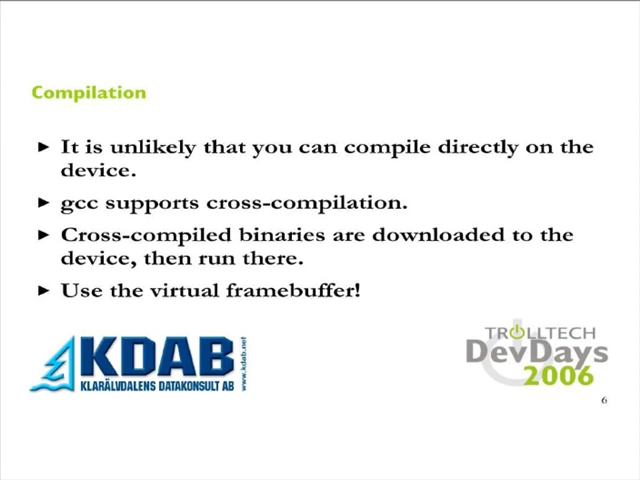 Compilation
► It is unlikely that you can compile directly on the
device.
► gcc supports cross-compilation.
► Cross-compiled binaries are downloaded to the
device, then run there.
► Use the virtual framebuffer!
KDAB
KLARÄLVDALENS DATAKONSULT AB
www.kdab.net
TROLLTECH
DevDays
2006
6